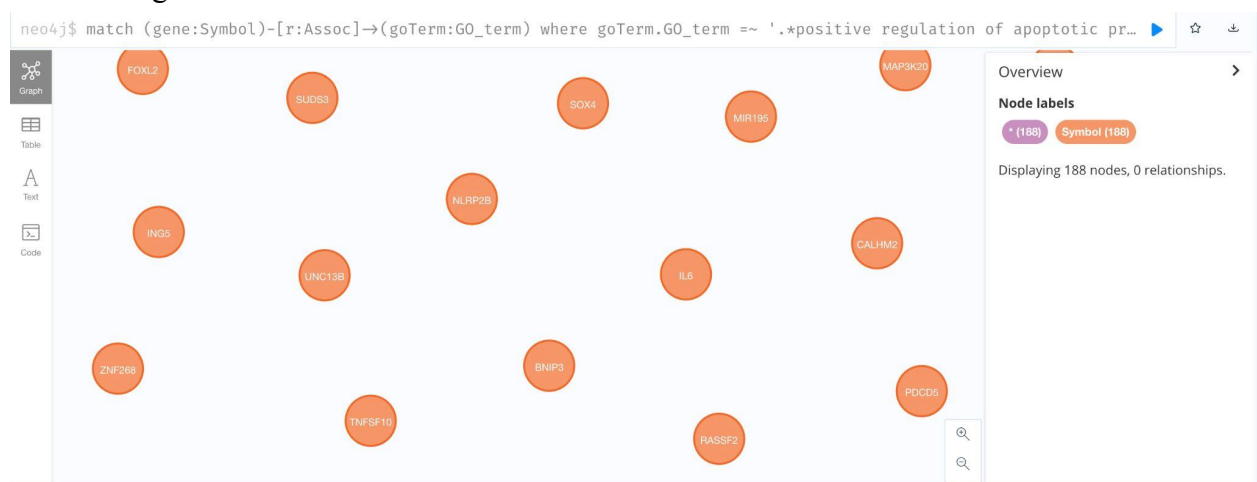 neo4j$ match (gene:Symbol)-[r:Assoc]→(goTerm:GO_term) where goTerm.GO_term =~ '.*positive regulation of apoptotic pr…
Graph
Table
Text
Code
FOXL2
SUDS3
SOX4
MIR195
MAP3K20
NLRP2B
ING5
UNC13B
IL6
CALHM2
ZNF268
BNIP3
TNFSF10
RASSF2
PDCD5
Overview
Node labels
* (188) Symbol (188)
Displaying 188 nodes, 0 relationships.